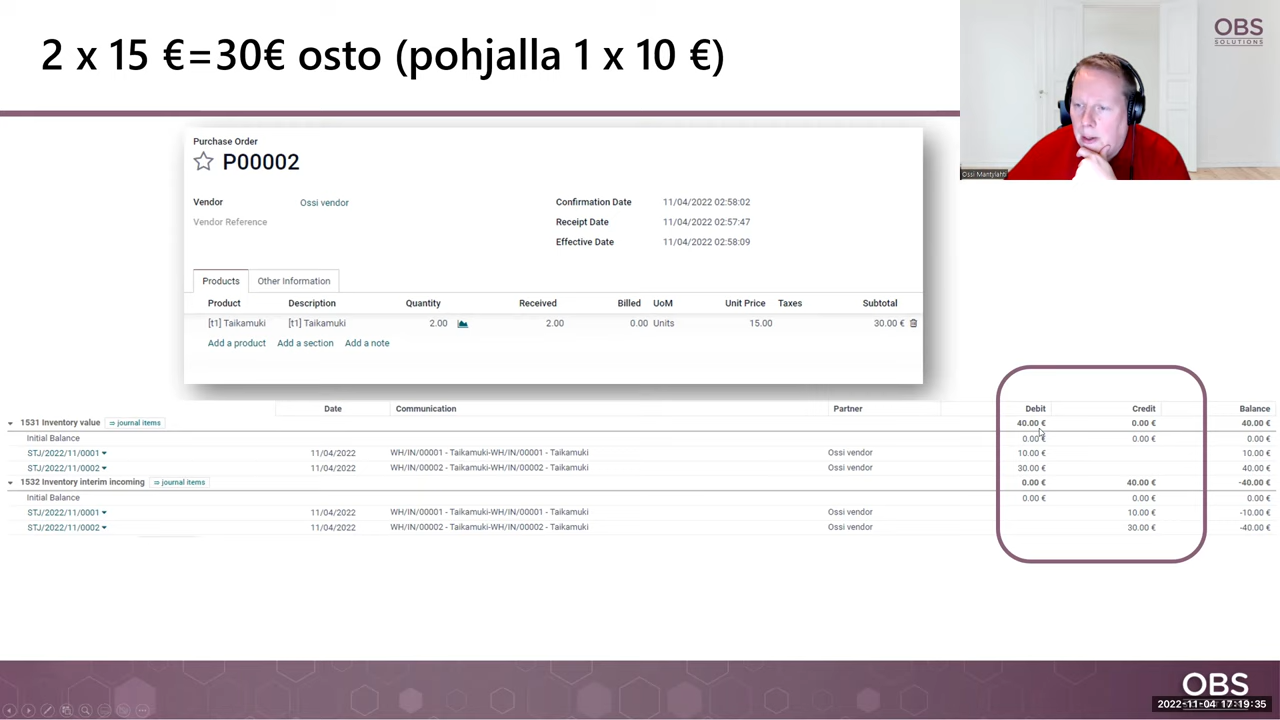 2 x 15 €=30€ osto (pohjalla 1 x 10 €)
OBS
SOLUTIONS
Ossi Mantylahti
Purchase Order
P00002
Vendor Ossi vendor Confirmation Date 11/04/2022 02:58:02
Vendor Reference Receipt Date 11/04/2022 02:57:47
Effective Date 11/04/2022 02:58:09
Products Other Information
Product Description Quantity Received Billed UoM Unit Price Taxes Subtotal
[t1] Taikamuki [t1] Taikamuki 2.00 2.00 0.00 Units 15.00 30.00 €
Add a product Add a section Add a note
Date Communication Partner Debit Credit Balance
1531 Inventory value journal items 40.00 € 0.00 € 40.00 €
Initial Balance 0.00 € 0.00 € 0.00 €
STJ/2022/11/0001 11/04/2022 WH/IN/00001 - Taikamuki-WH/IN/00001 - Taikamuki Ossi vendor 10.00 € 10.00 €
STJ/2022/11/0002 11/04/2022 WH/IN/00002 - Taikamuki-WH/IN/00002 - Taikamuki Ossi vendor 30.00 € 40.00 €
1532 Inventory interim incoming journal items 0.00 € 40.00 € -40.00 €
Initial Balance 0.00 € 0.00 € 0.00 €
STJ/2022/11/0001 11/04/2022 WH/IN/00001 - Taikamuki-WH/IN/00001 - Taikamuki Ossi vendor 10.00 € -10.00 €
STJ/2022/11/0002 11/04/2022 WH/IN/00002 - Taikamuki-WH/IN/00002 - Taikamuki Ossi vendor 30.00 € -40.00 €
OBS
2022-11-04 17:19:35